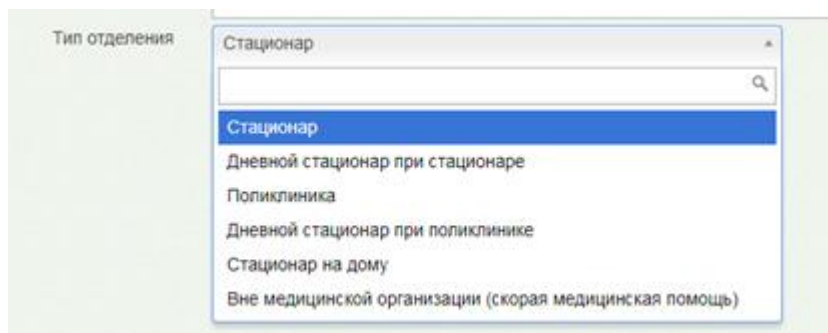 Тип отделения
Стационар
Стационар
Дневной стационар при стационаре
Поликлиника
Дневной стационар при поликлинике
Стационар на дому
Вне медицинской организации (скорая медицинская помощь)